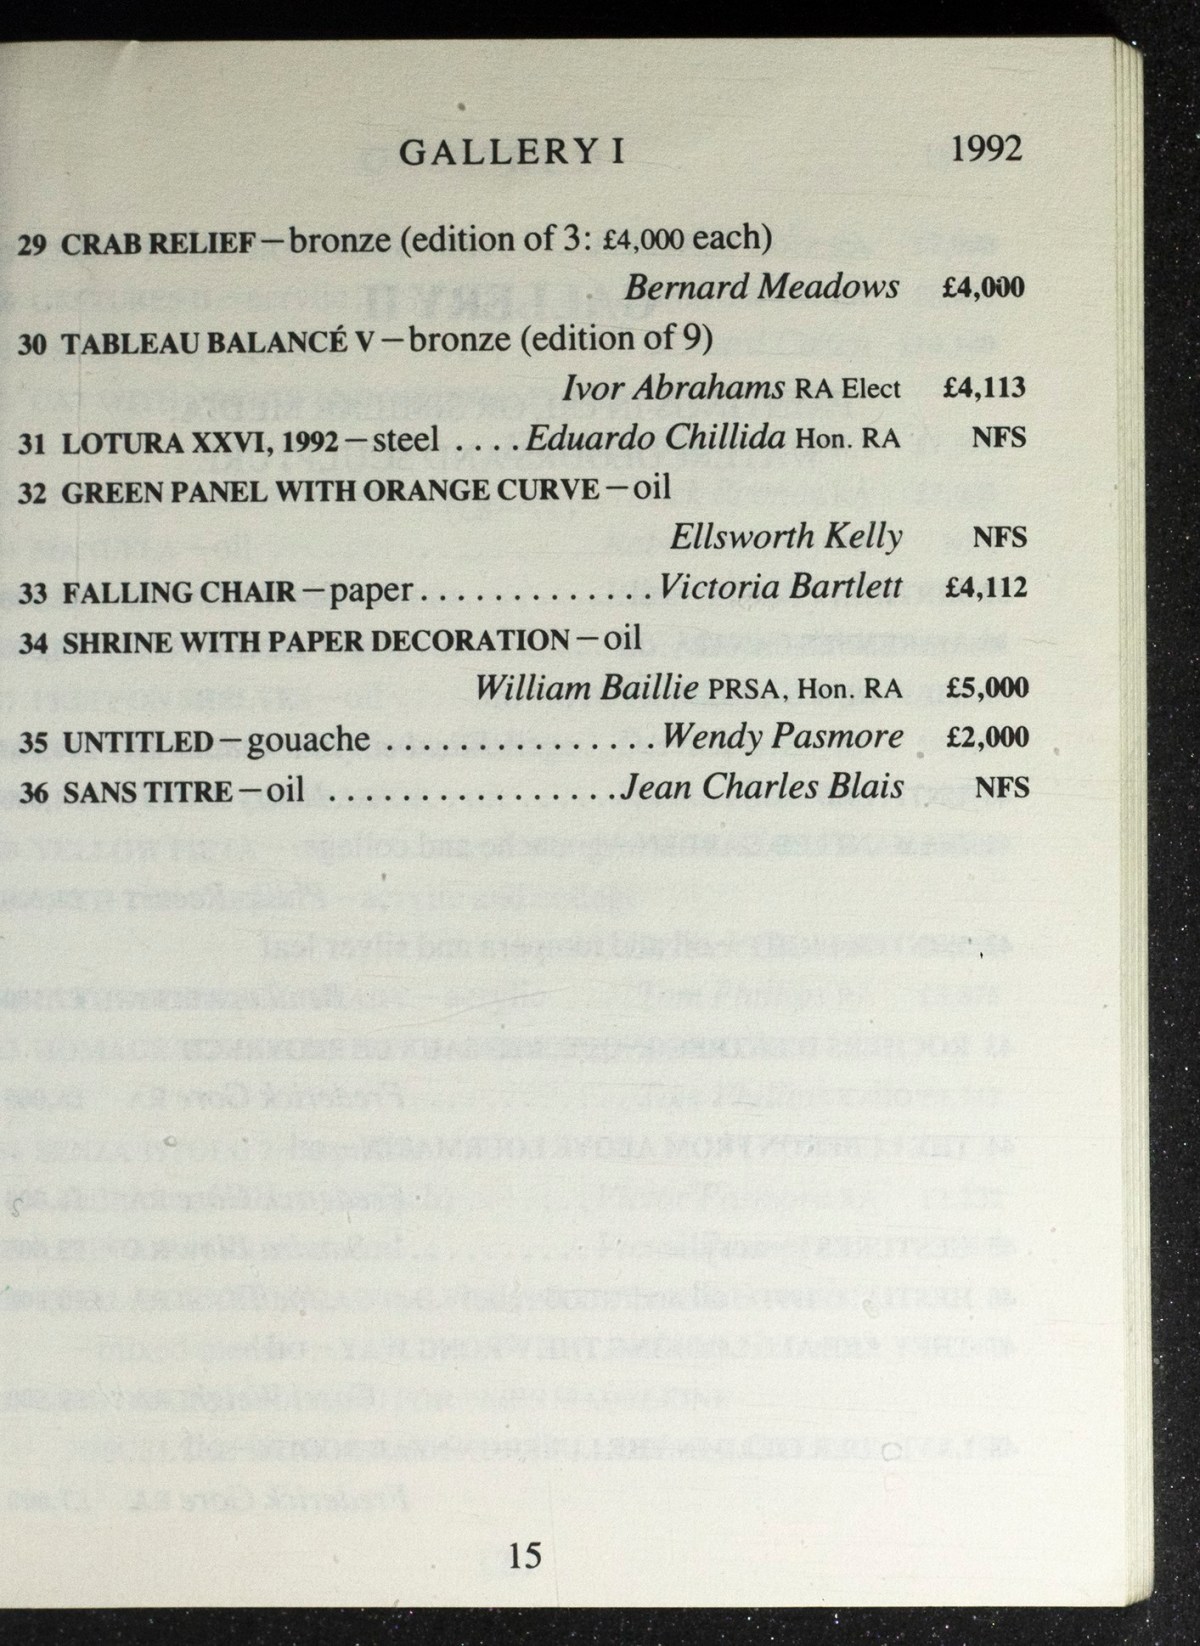 GALLERY I 1992
29 CRAB RELIEF—bronze (edition of 3: £4,000 each)
Bernard Meadows £4,000
30 TABLEAU BALANCÉ V—bronze (edition of 9)
Ivor Abrahams RA Elect £4,113
31 LOTURA XXVI, 1992—steel . . . . Eduardo Chillida Hon. RA NFS
32 GREEN PANEL WITH ORANGE CURVE—oil
Ellsworth Kelly NFS
33 FALLING CHAIR—paper . . . . . . . . . . . . . Victoria Bartlett £4,112
34 SHRINE WITH PAPER DECORATION—oil
William Baillie PRSA, Hon. RA £5,000
35 UNTITLED—gouache . . . . . . . . . . . . . . . Wendy Pasmore £2,000
36 SANS TITRE—oil . . . . . . . . . . . . . . . . . Jean Charles Blais NFS
15